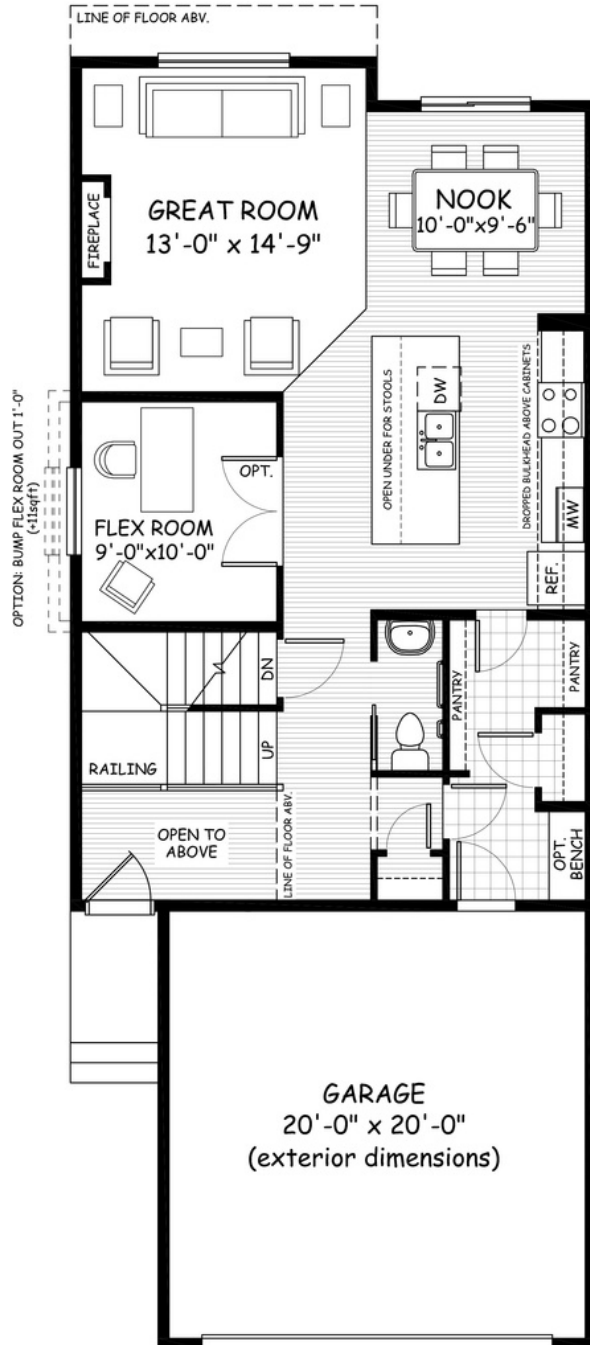 LINE OF FLOOR ABV.
GREAT ROOM
13'-0" x 14'-9"
FIREPLACE
NOOK
10'-0"x9'-6"
OPEN UNDER FOR STOOLS
DW
DROPPED BULKHEAD ABOVE CABINETS
MW
REF.
OPTION: BUMP FLEX ROOM OUT 1'-0"
(+11sqft)
OPT.
FLEX ROOM
9'-0"x10'-0"
DN
UP
RAILING
PANTRY
PANTRY
OPEN TO
ABOVE
LINE OF FLOOR ABV.
OPT.
BENCH
GARAGE
20'-0" x 20'-0"
(exterior dimensions)